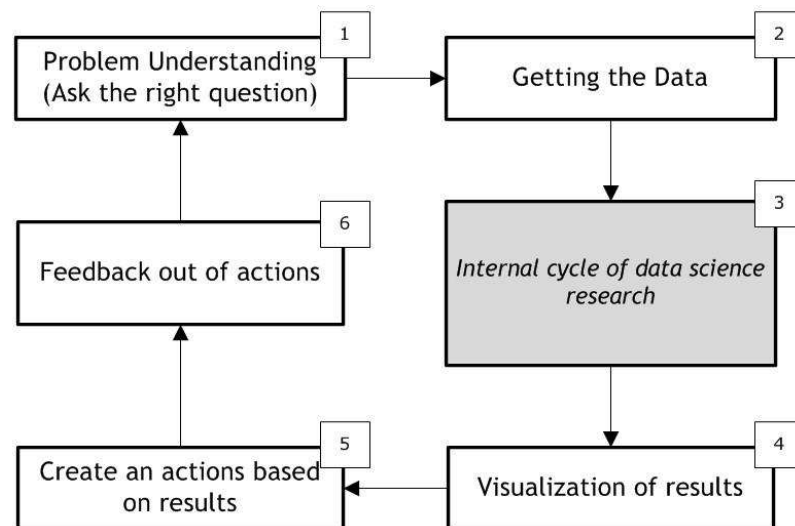 1
Problem Understanding
(Ask the right question)
2
Getting the Data
3
Internal cycle of data science
research
4
Visualization of results
5
Create an actions based
on results
6
Feedback out of actions